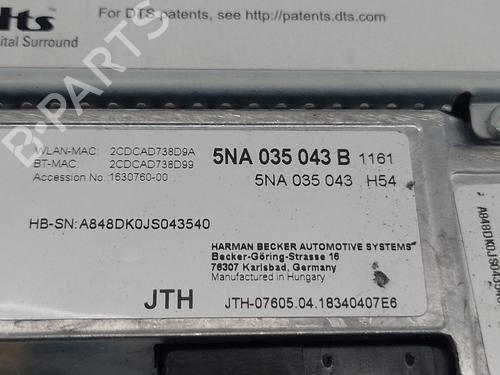 dts
For DTS patents, see http://patents.dts.com.
ital Surround
WLAN-MAC: 2CDCAD738D9A
BT-MAC: 2CDCAD738D99
Accession No. 1630760-00
5NA 035 043 B 1161
5NA 035 043 H54
HB-SN: A848DK0JS043540
HARMAN BECKER AUTOMOTIVE SYSTEMS
Becker-Göring-Strasse 16
76307 Karlsbad, Germany
Manufactured in Hungary
JTH
JTH-07605.04.18340407E6
A848DK0JS04354
B-PARTS